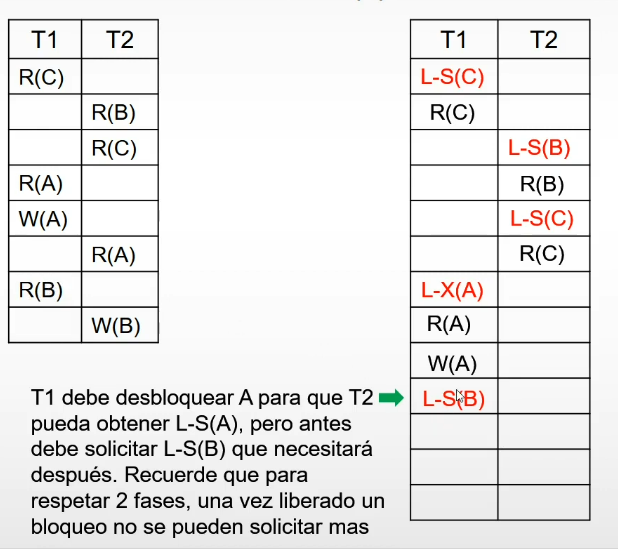 T1 T2
R(C)
R(B)
R(C)
R(A)
W(A)
R(A)
R(B)
W(B)
T1 T2
L-S(C)
R(C)
L-S(B)
R(B)
L-S(C)
R(C)
L-X(A)
R(A)
W(A)
L-S(B)
T1 debe desbloquear A para que T2
pueda obtener L-S(A), pero antes
debe solicitar L-S(B) que necesitará
después. Recuerde que para
respetar 2 fases, una vez liberado un
bloqueo no se pueden solicitar mas